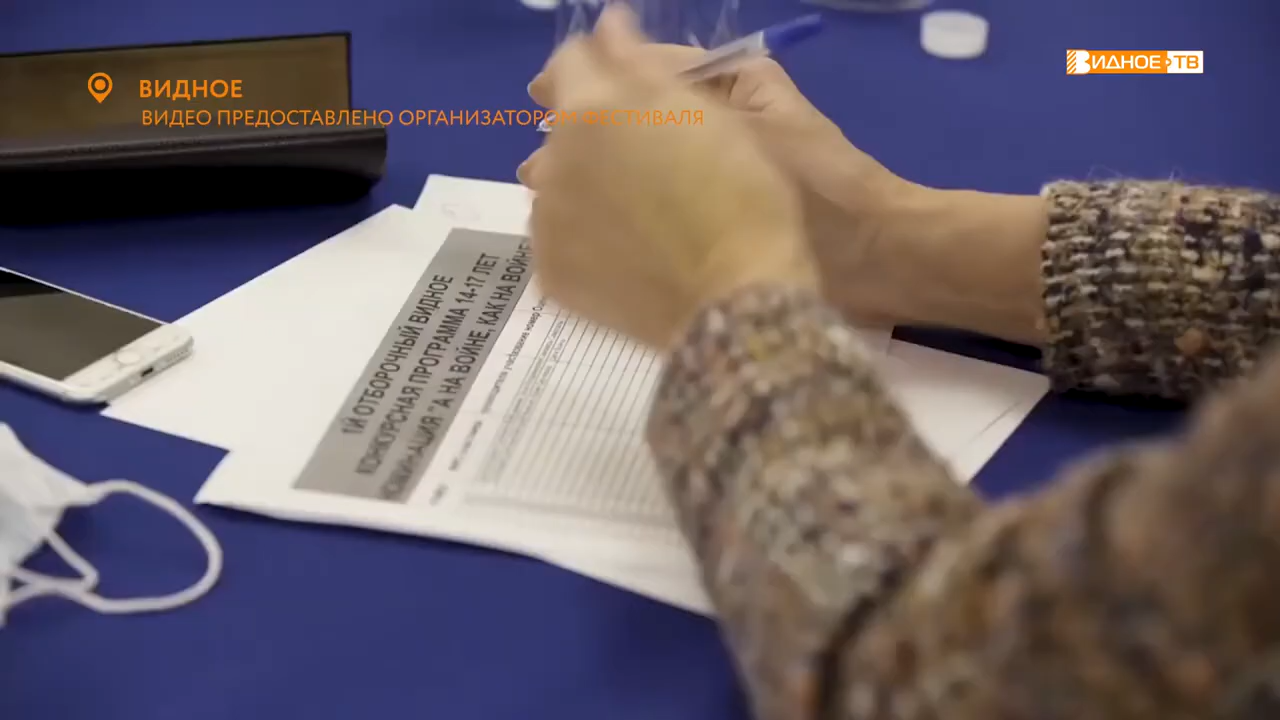 ВИДНОЕ
ВИДЕО ПРЕДОСТАВЛЕНО ОРГАНИЗАТОРОМ ФЕСТИВАЛЯ
ВИДНОЕ ТВ
1Й ОТБОРОЧНЫЙ ВИДНОЕ
КОНКУРСНАЯ ПРОГРАММА 14-17 ЛЕТ
НОМИНАЦИЯ "А НА ВОЙНЕ, КАК НА ВОЙНЕ
номер